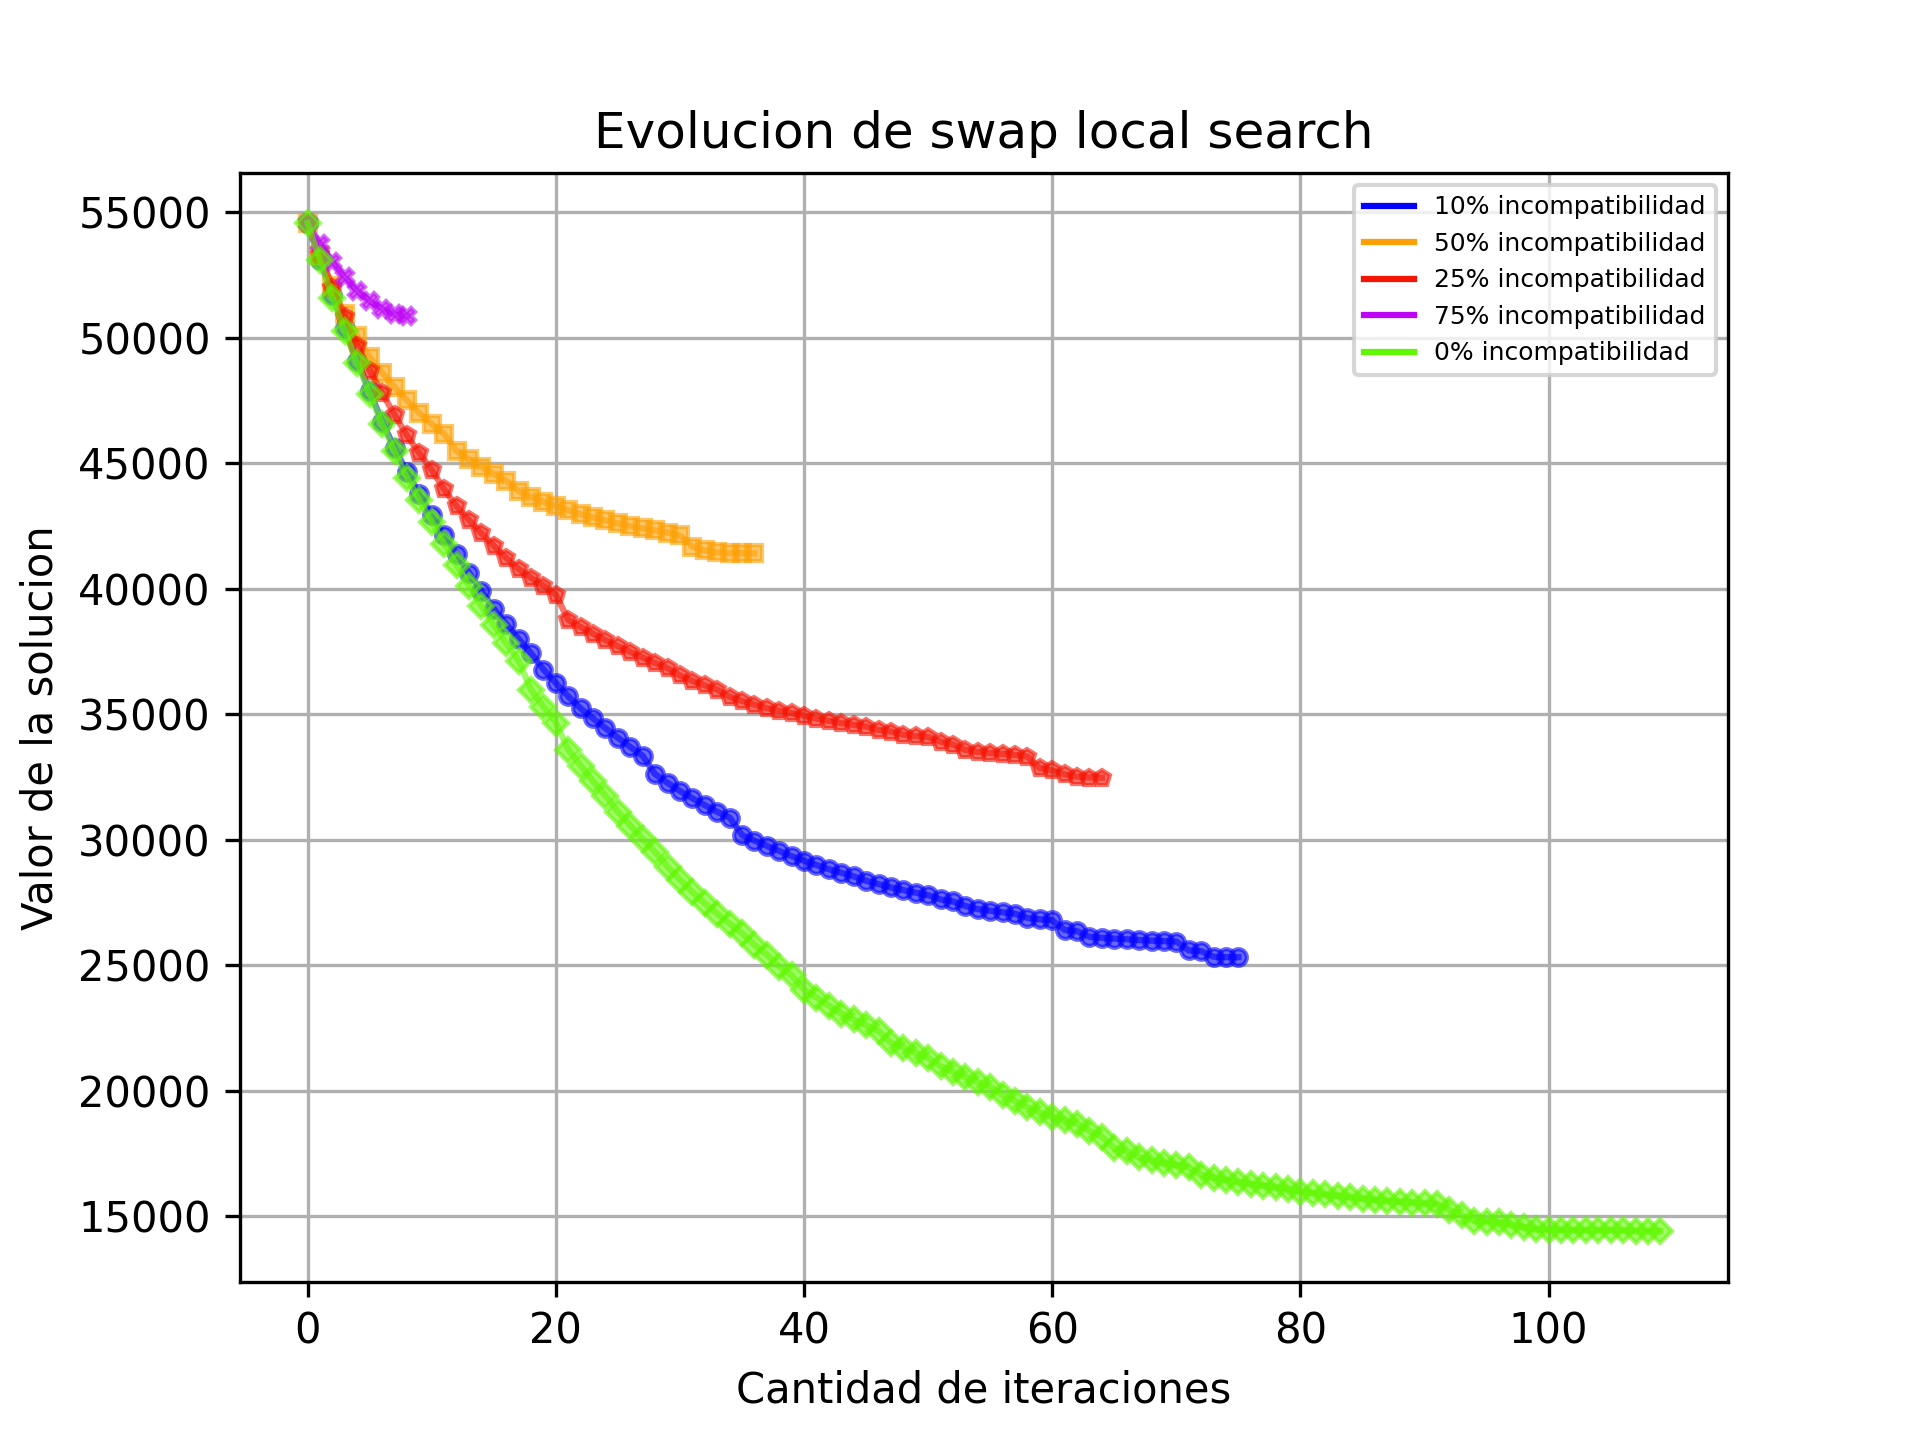 Evolucion de swap local search
10% incompatibilidad
50% incompatibilidad
25% incompatibilidad
75% incompatibilidad
0% incompatibilidad
Valor de la solucion
55000
50000
45000
40000
35000
30000
25000
20000
15000
0 20 40 60 80 100
Cantidad de iteraciones